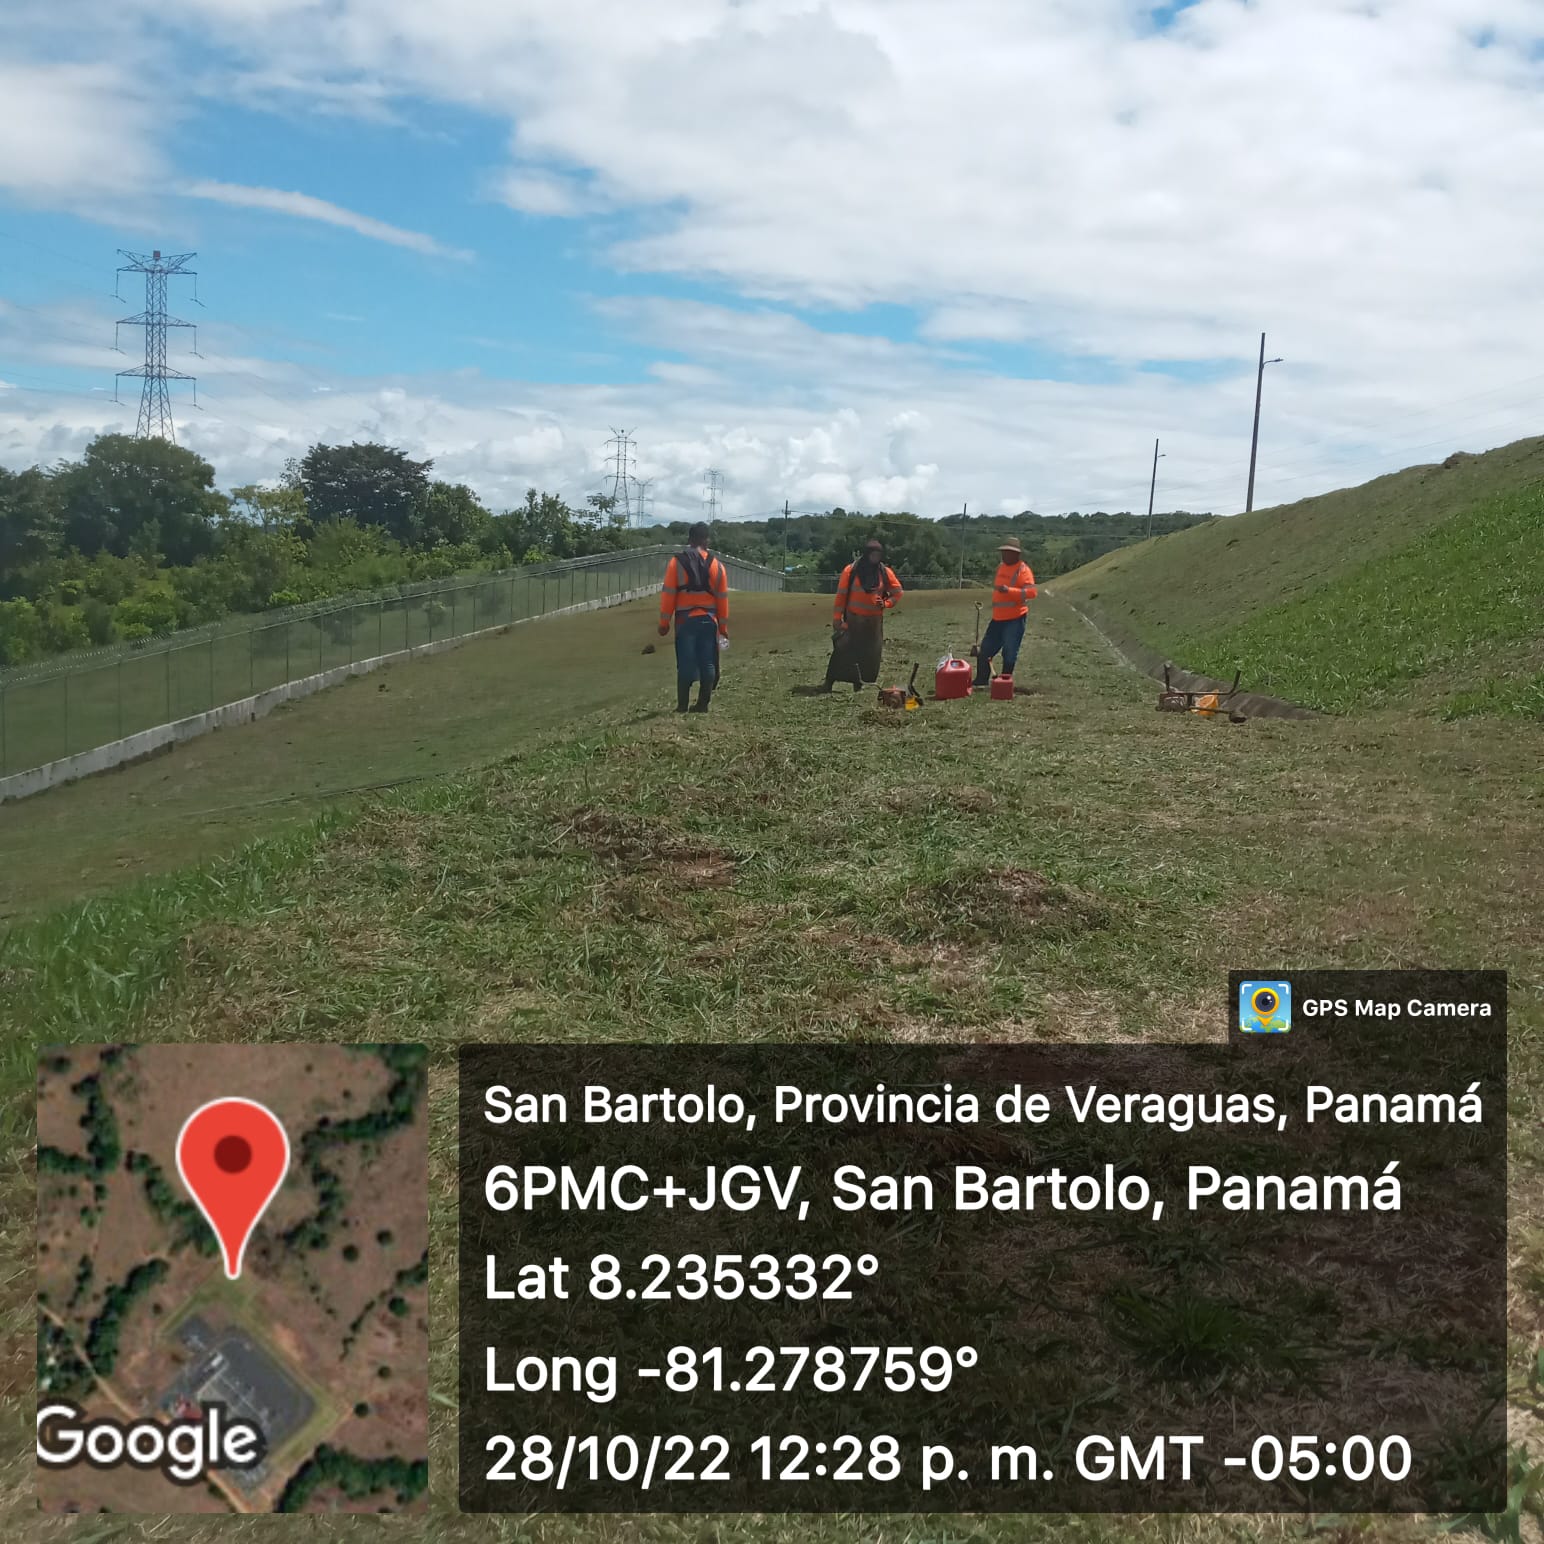 GPS Map Camera
San Bartolo, Provincia de Veraguas, Panamá
6PMC+JGV, San Bartolo, Panamá
Lat 8.235332°
Long -81.278759°
28/10/22 12:28 p. m. GMT -05:00
Google